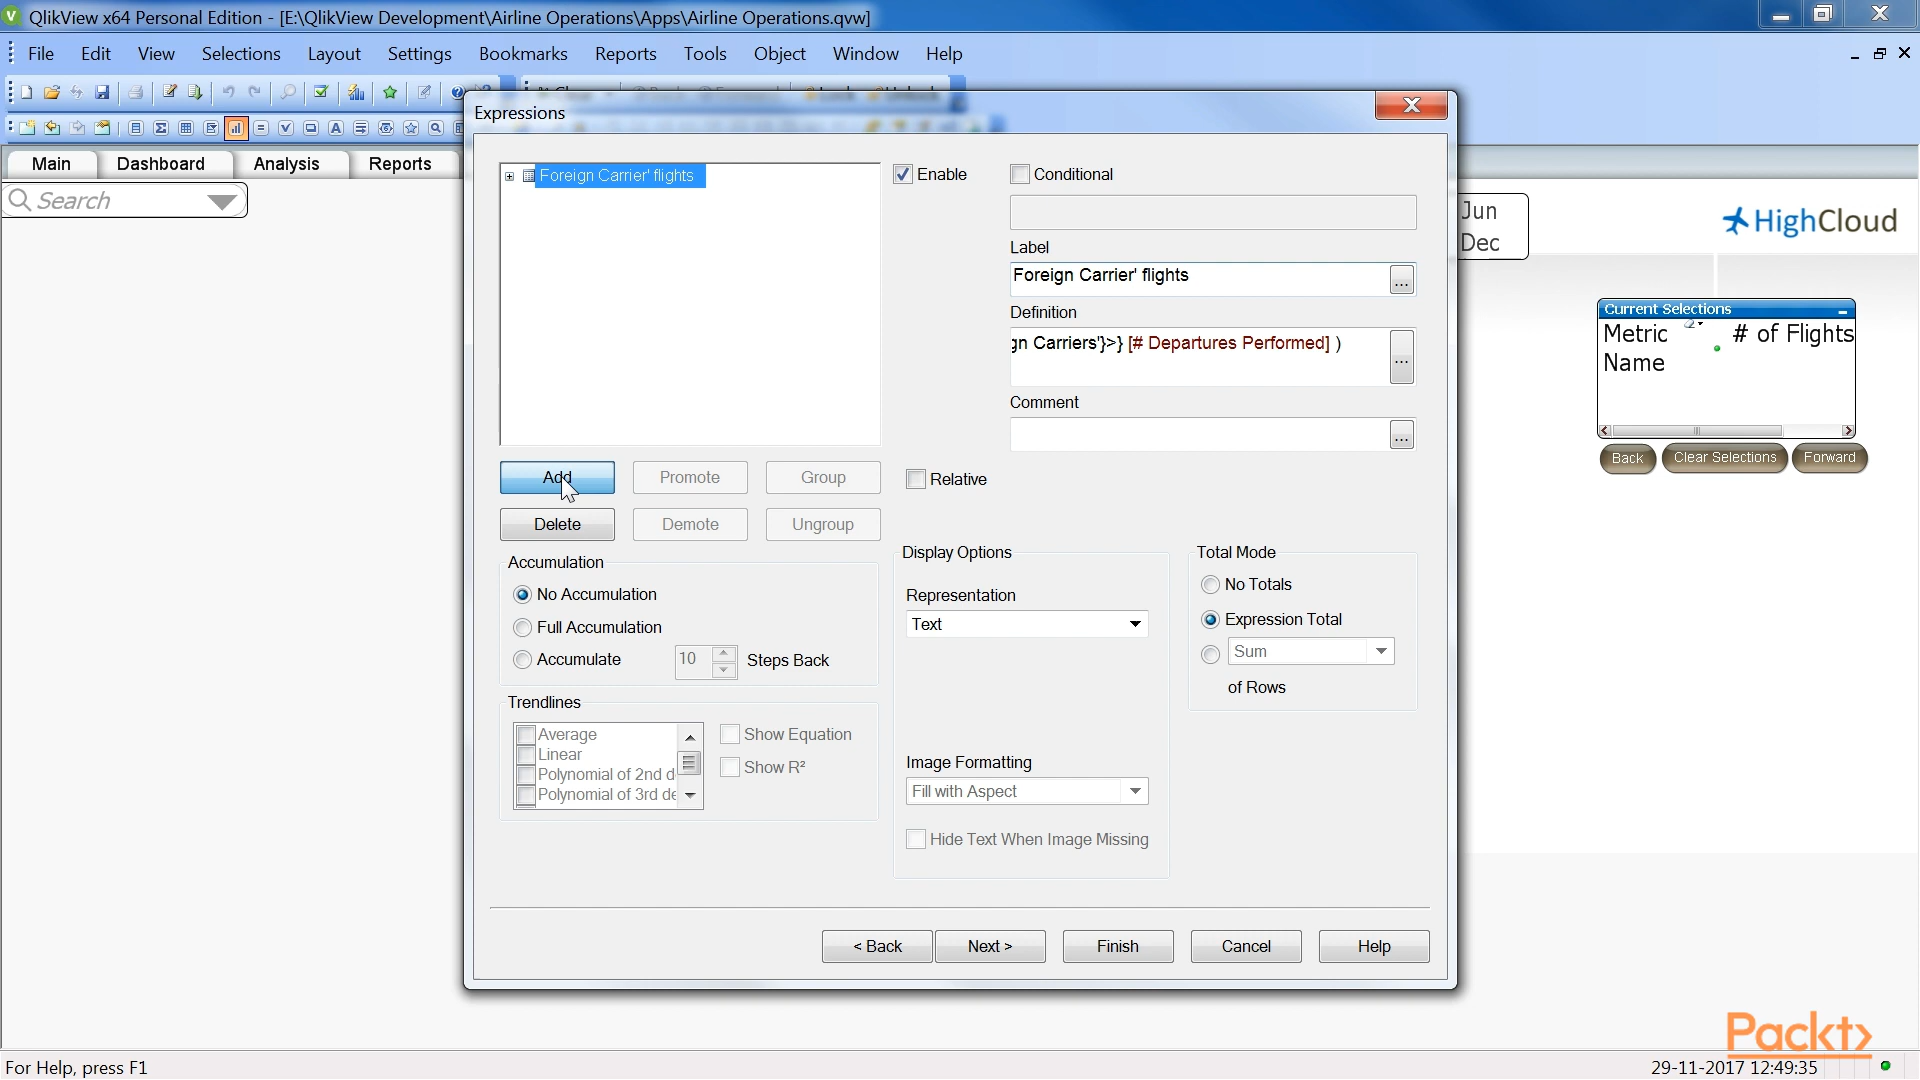 QlikView x64 Personal Edition - [E:\QlikView Development\Airline Operations\Apps\Airline Operations.qvw]
File Edit View Selections Layout Settings Bookmarks Reports Tools Object Window Help
Expressions
Main Dashboard Analysis Reports
Search
Foreign Carrier' flights
Enable
Conditional
Label
Foreign Carrier' flights
...
Definition
gn Carriers'}>} [# Departures Performed] )
...
Comment
...
Add Promote Group
Relative
Delete Demote Ungroup
Accumulation
No Accumulation
Full Accumulation
Accumulate 10 Steps Back
Trendlines
Average
Linear
Polynomial of 2nd d
Polynomial of 3rd de
Show Equation
Show R²
Display Options
Representation
Text
Image Formatting
Fill with Aspect
Hide Text When Image Missing
Total Mode
No Totals
Expression Total
Sum
of Rows
< Back Next > Finish Cancel Help
Jun
Dec
HighCloud
Current Selections
Metric # of Flights
Name
Back Clear Selections Forward
Packt>
For Help, press F1
29-11-2017 12:49:35